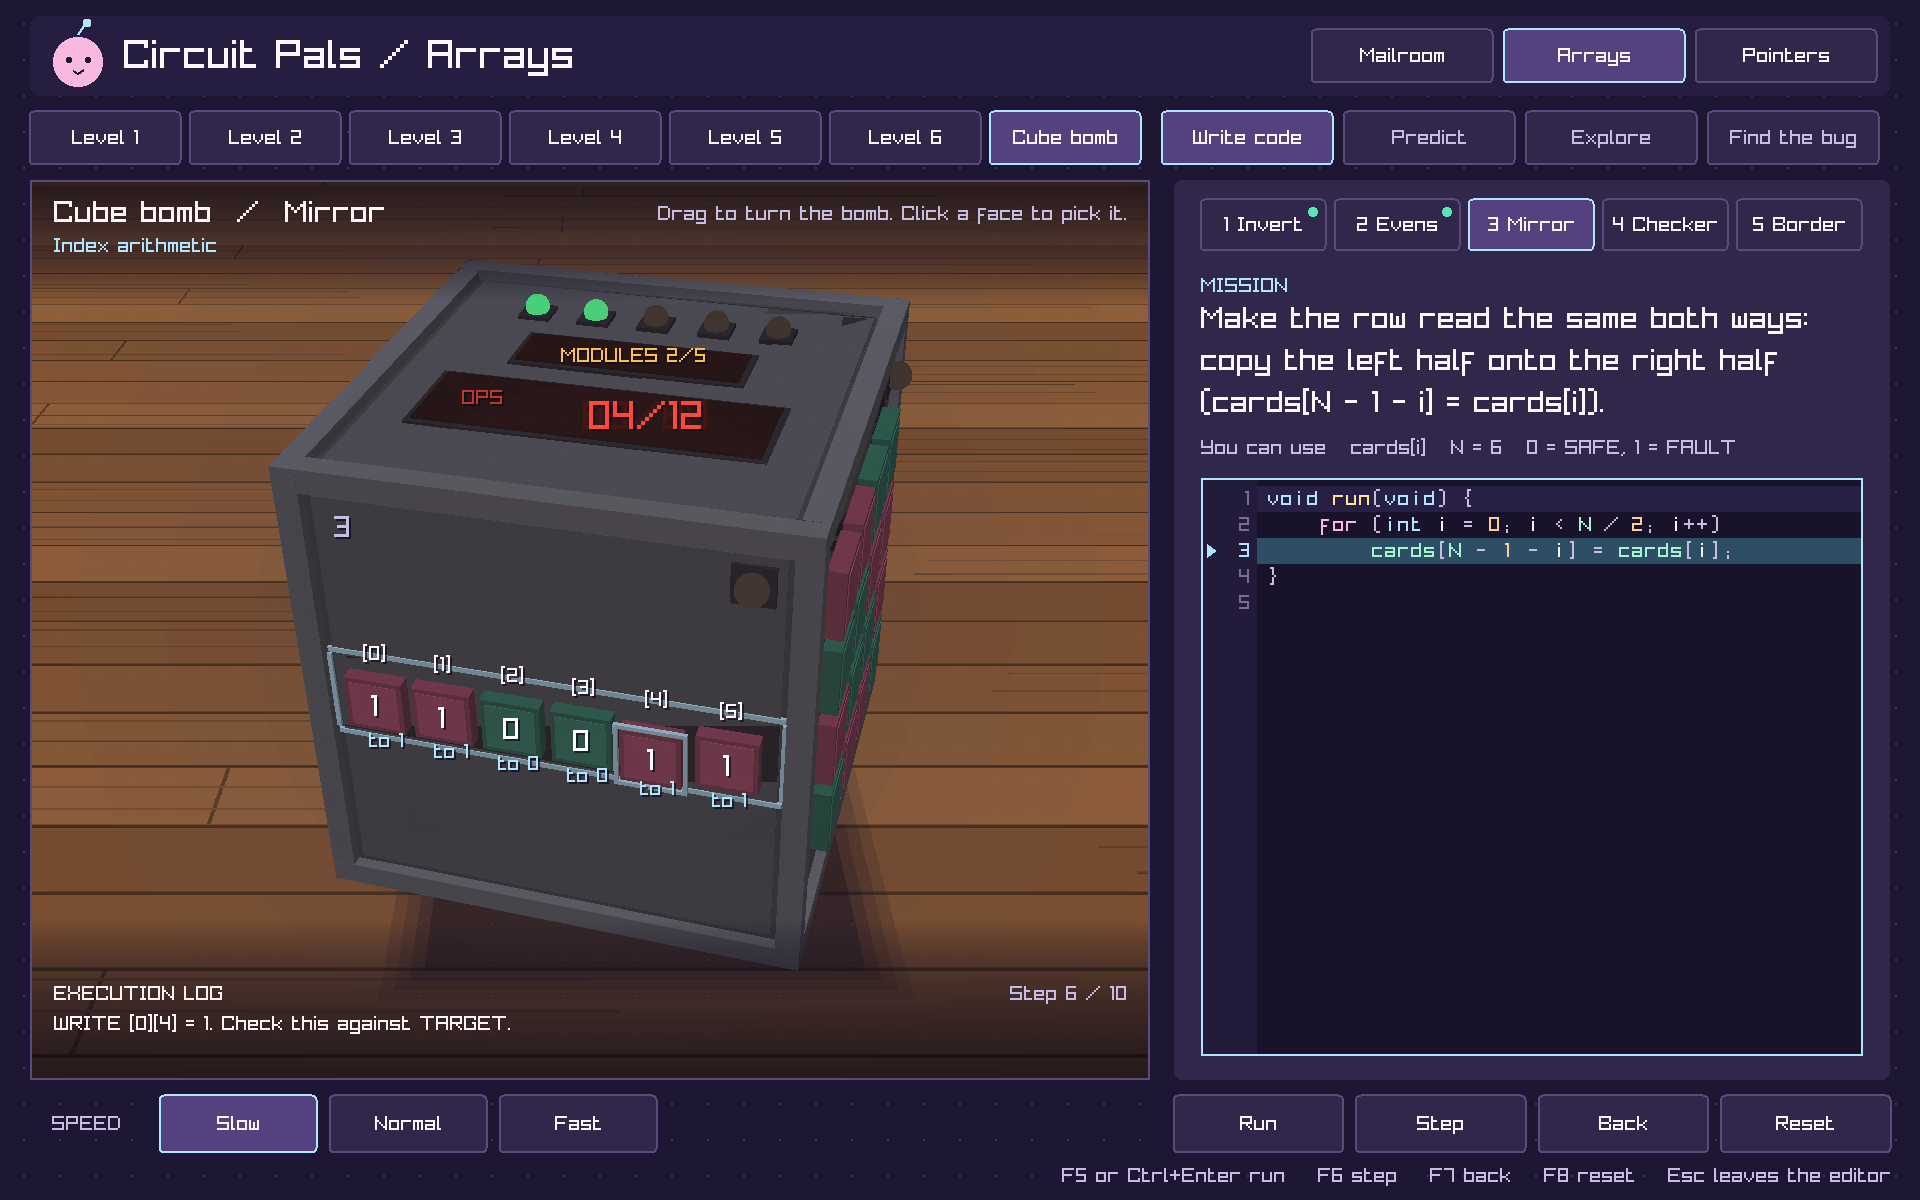 Circuit Pals / Arrays
Mailroom
Arrays
Pointers
Level 1
Level 2
Level 3
Level 4
Level 5
Level 6
Cube bomb
Write code
Predict
Explore
Find the bug
Cube bomb / Mirror
Drag to turn the bomb. Click a face to pick it.
Index arithmetic
MODULES 2/5
OPS 04/12
3
[0] [1] [2] [3] [4] [5]
1 1 0 0 1 1
to 1 to 1 to 0 to 0 to 1 to 1
EXECUTION LOG
Step 6 / 10
WRITE [0][4] = 1. Check this against TARGET.
1 Invert
2 Evens
3 Mirror
4 Checker
5 Border
MISSION
Make the row read the same both ways:
copy the left half onto the right half
(cards[N - 1 - i] = cards[i]).
You can use cards[i] N = 6 0 = SAFE, 1 = FAULT
1 void run(void) {
2 for (int i = 0; i < N / 2; i++)
3 cards[N - 1 - i] = cards[i];
4 }
5
SPEED
Slow
Normal
Fast
Run
Step
Back
Reset
F5 or Ctrl+Enter run F6 step F7 back F8 reset Esc leaves the editor